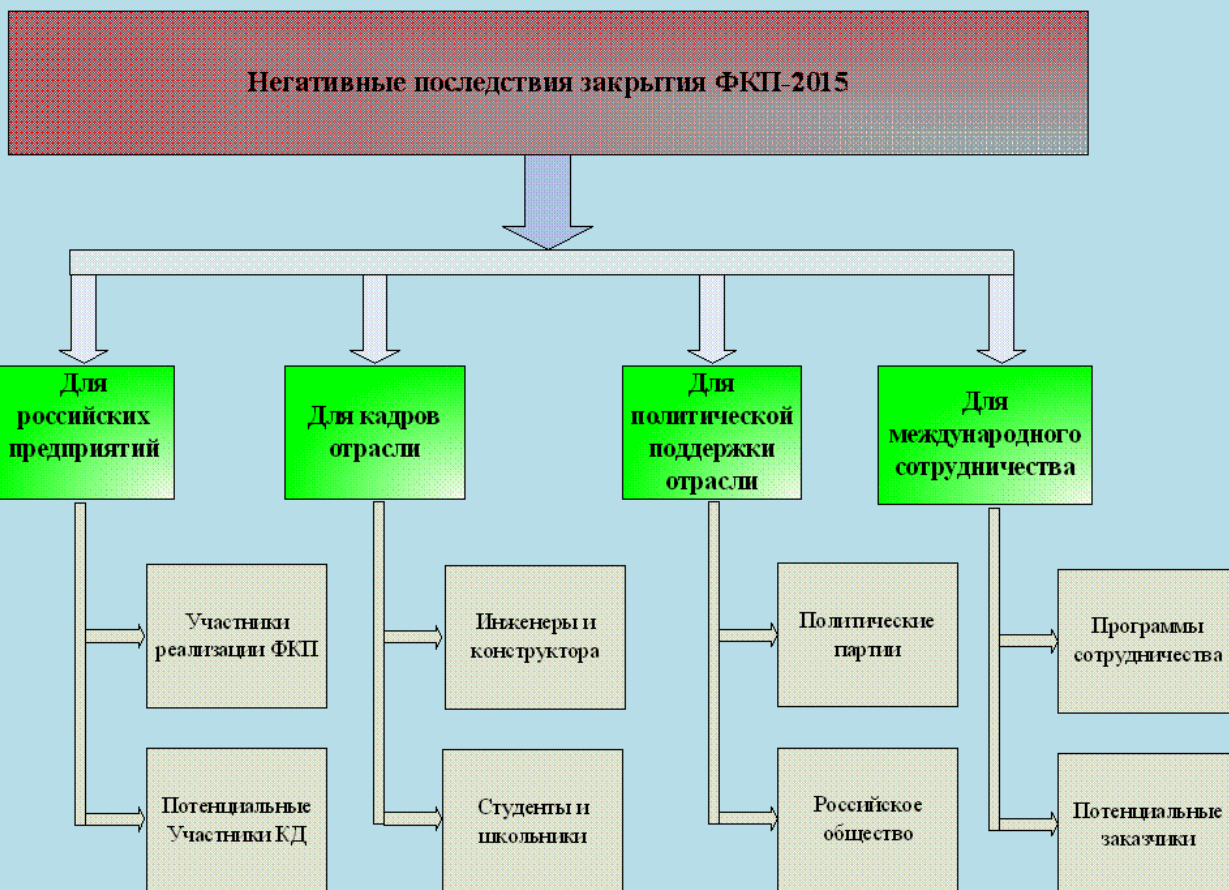 Негативные последствия закрытия ФКП-2015
Для
российских
предприятий
Для кадров
отрасли
Для
политической
поддержки
отрасли
Для
международного
сотрудничества
Участники
реализации ФКП
Инженеры и
конструктора
Политические
партии
Программы
сотрудничества
Потенциальные
Участники КД
Студенты и
школьники
Российское
общество
Потенциальные
заказчики